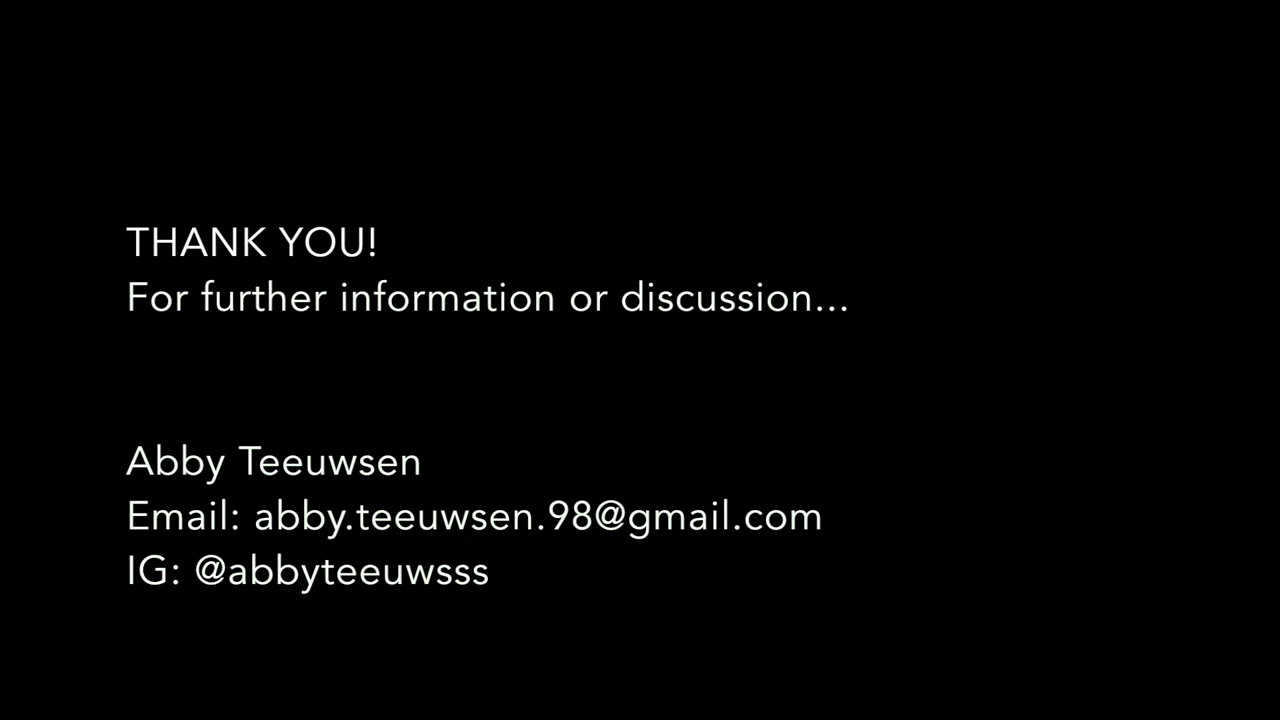 THANK YOU!
For further information or discussion...
Abby Teeuwsen
Email: abby.teeuwsen.98@gmail.com
IG: @abbyteeuwsss